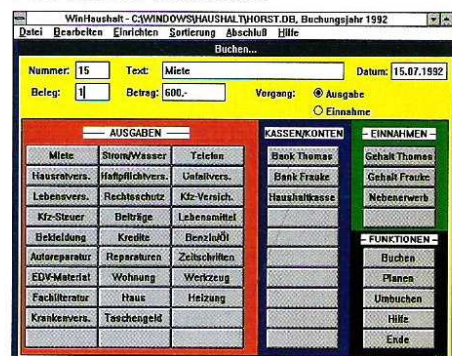 WinHaushalt - C:\WINDOWS\HAUSHALT\HORST.DB, Buchungsjahr 1992
Datei Bearbeiten Einrichten Sortierung Abschluß Hilfe
Buchen...
Nummer: 15 Text: Miete Datum: 15.07.1992
Beleg: 1 Betrag: 600,- Vorgang: Ausgabe
Einnahme
AUSGABEN KASSEN/KONTEN EINNAHMEN
Miete Strom/Wasser Telefon Bank Thomas Gehalt Thomas
Hausratvers. Haftpflichtvers. Unfallvers. Bank Frauke Gehalt Frauke
Lebensvers. Rechtsschutz Kfz-Versich. Haushaltkasse Nebenerwerb
Kfz-Steuer Beiträge Lebensmittel
Bekleidung Kredite Benzin/Öl FUNKTIONEN
Autoreparatur Reparaturen Zeitschriften Buchen
EDV-Material Wohnung Werkzeug Planen
Fachliteratur Haus Heizung Umbuchen
Krankenvers. Taschengeld Hilfe
Ende